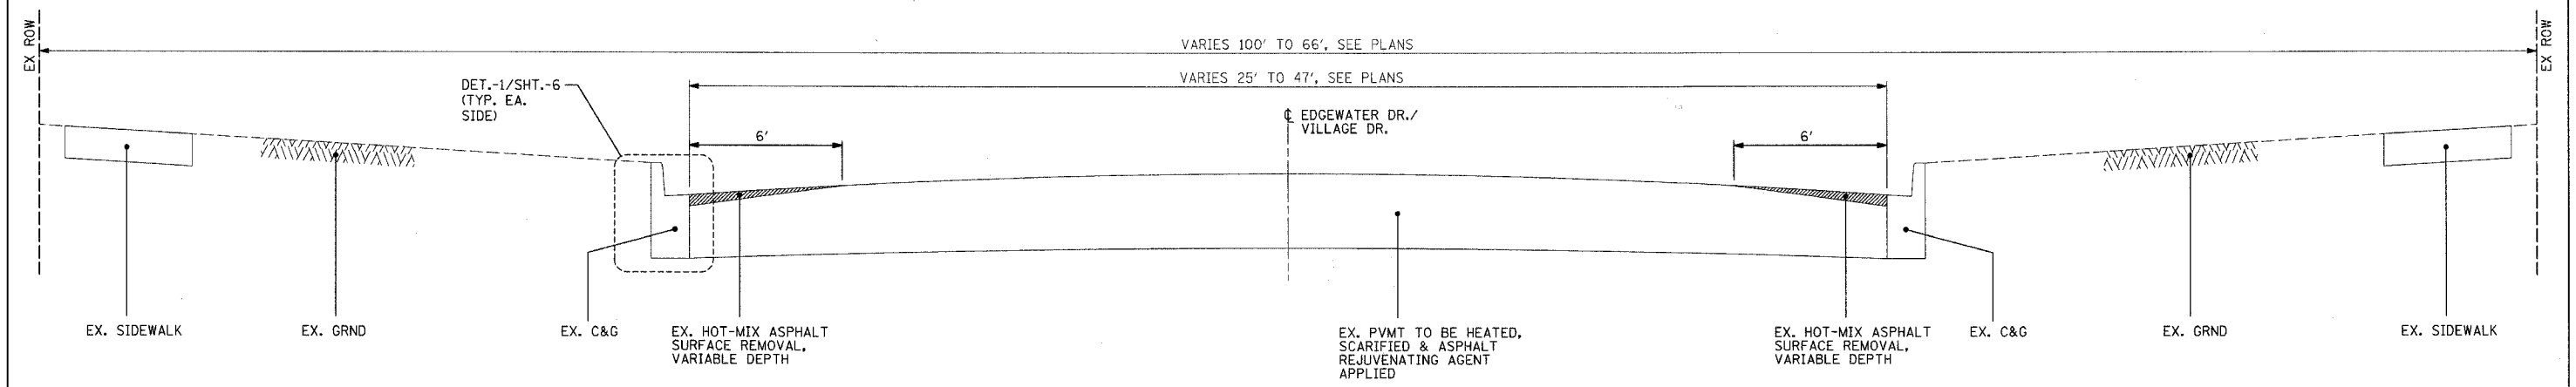 EX ROW
VARIES 100' TO 66', SEE PLANS
EX ROW
VARIES 25' TO 47', SEE PLANS
DET.-1/SHT.-6
(TYP. EA.
SIDE)
℄ EDGEWATER DR./
VILLAGE DR.
6'
6'
EX. SIDEWALK
EX. GRND
EX. C&G
EX. HOT-MIX ASPHALT
SURFACE REMOVAL,
VARIABLE DEPTH
EX. PVMT TO BE HEATED,
SCARIFIED & ASPHALT
REJUVENATING AGENT
APPLIED
EX. HOT-MIX ASPHALT
SURFACE REMOVAL,
VARIABLE DEPTH
EX. C&G
EX. GRND
EX. SIDEWALK